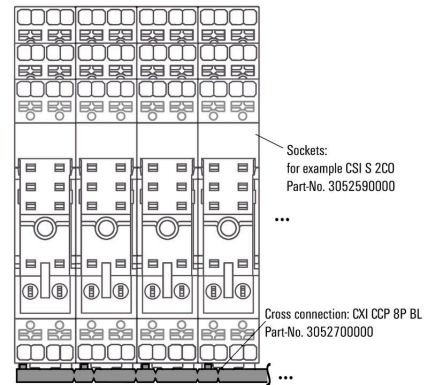 Sockets:
for example CSI S 2CO
Part-No. 3052590000
...
Cross connection: CXI CCP 8P BL
Part-No. 3052700000
...